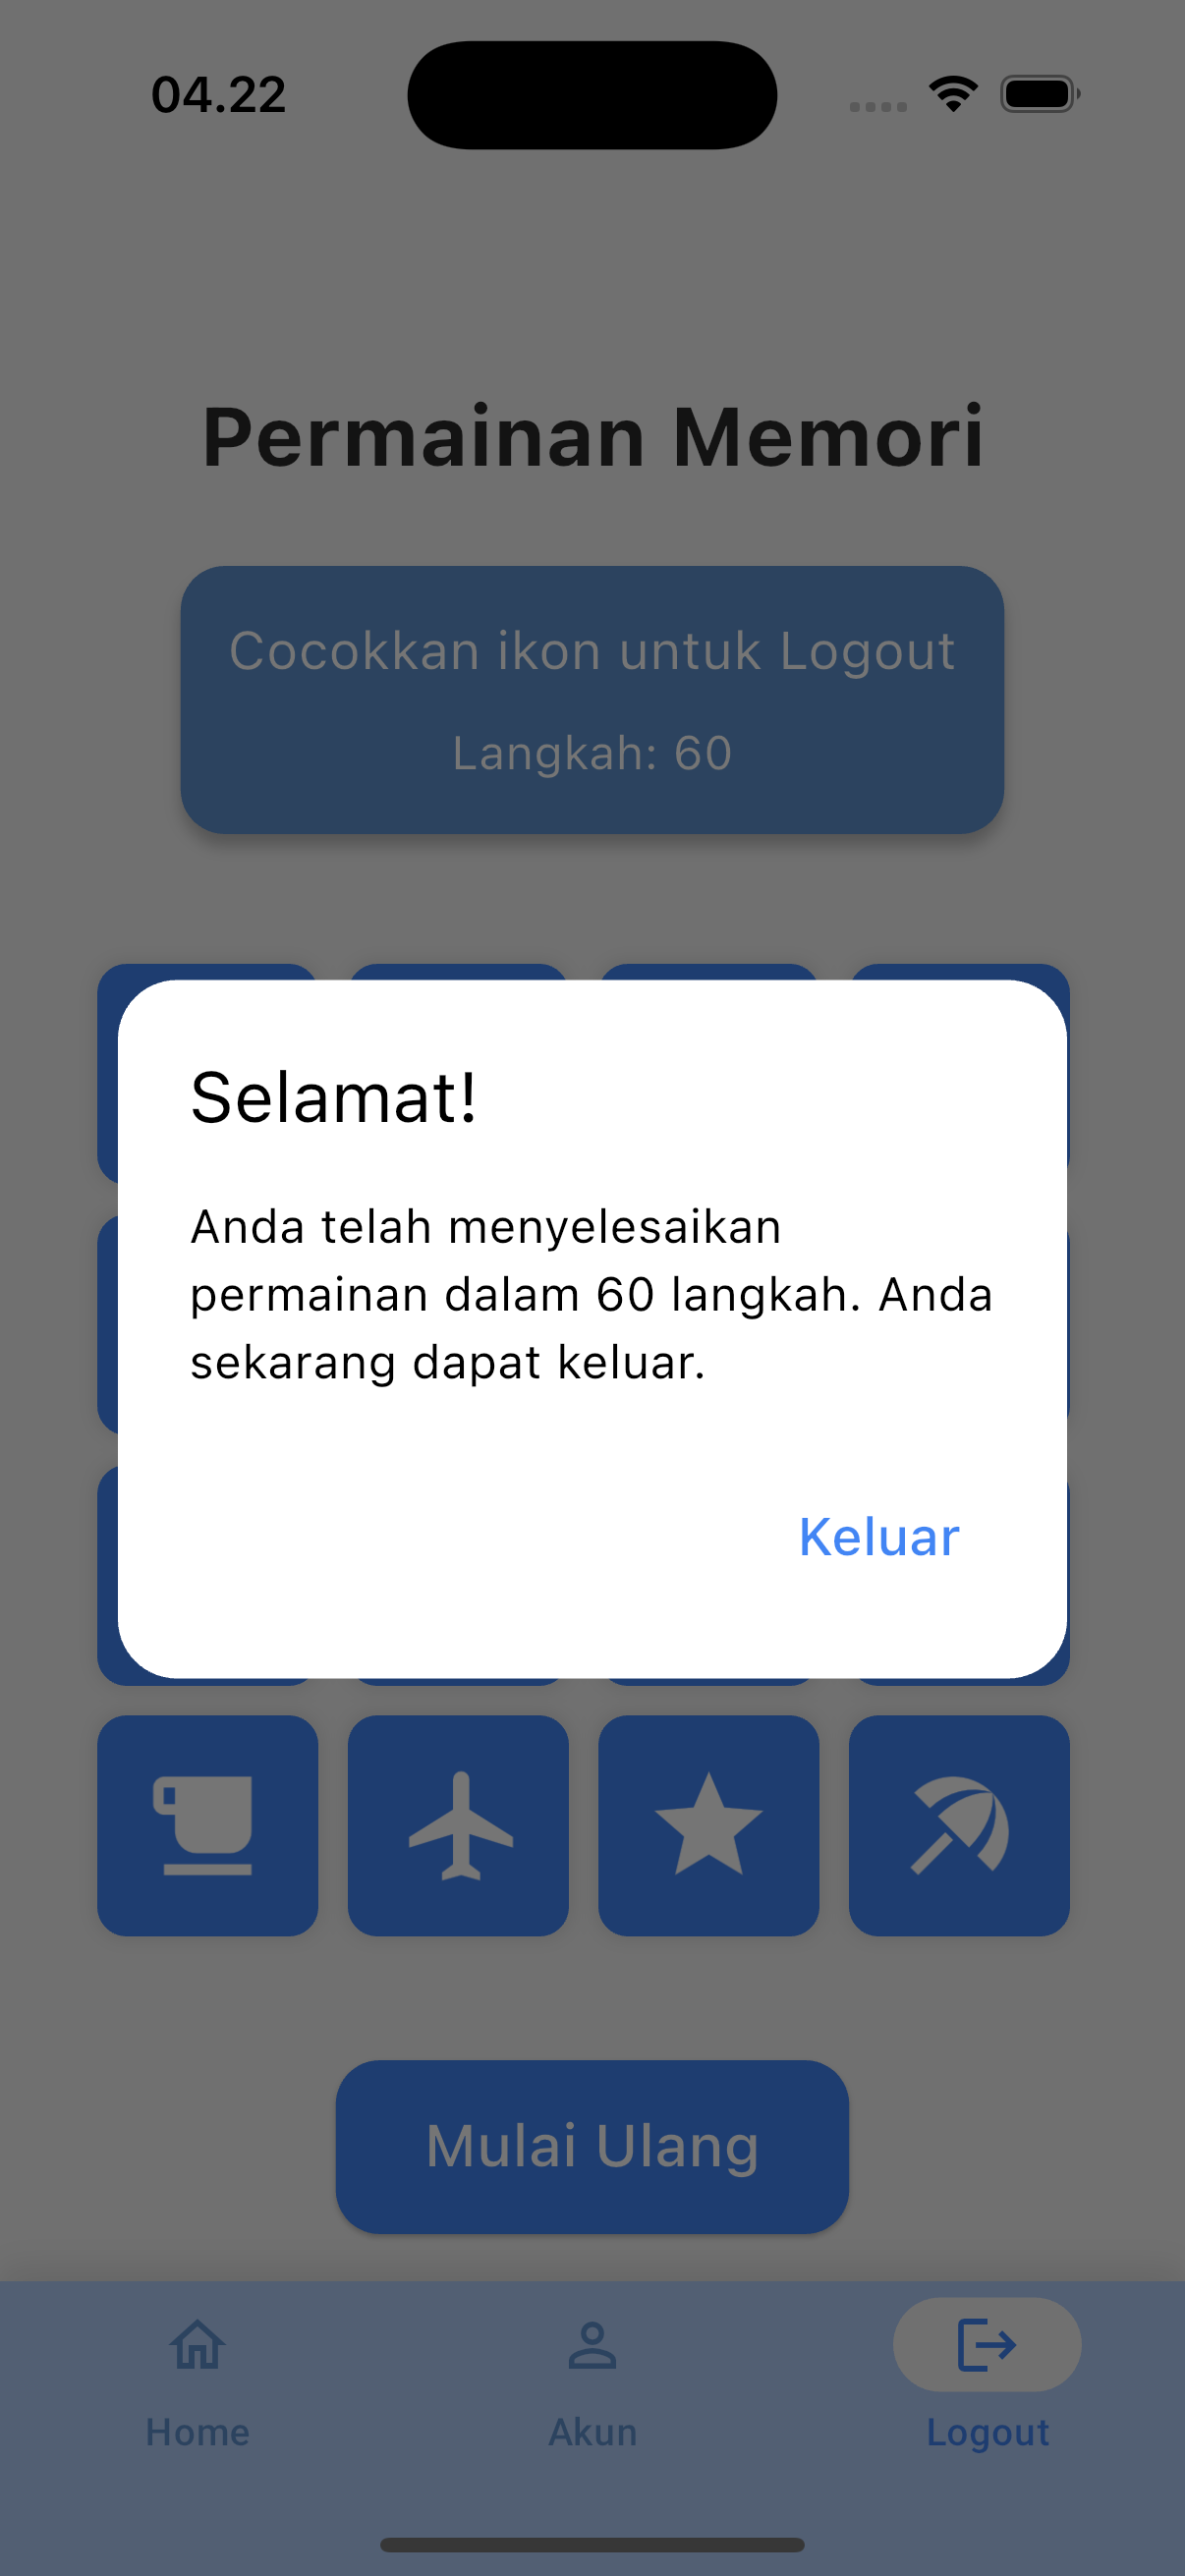 04.22
Permainan Memori
Cocokkan ikon untuk Logout
Langkah: 60
Selamat!
Anda telah menyelesaikan
permainan dalam 60 langkah. Anda
sekarang dapat keluar.
Keluar
Mulai Ulang
Home
Akun
Logout